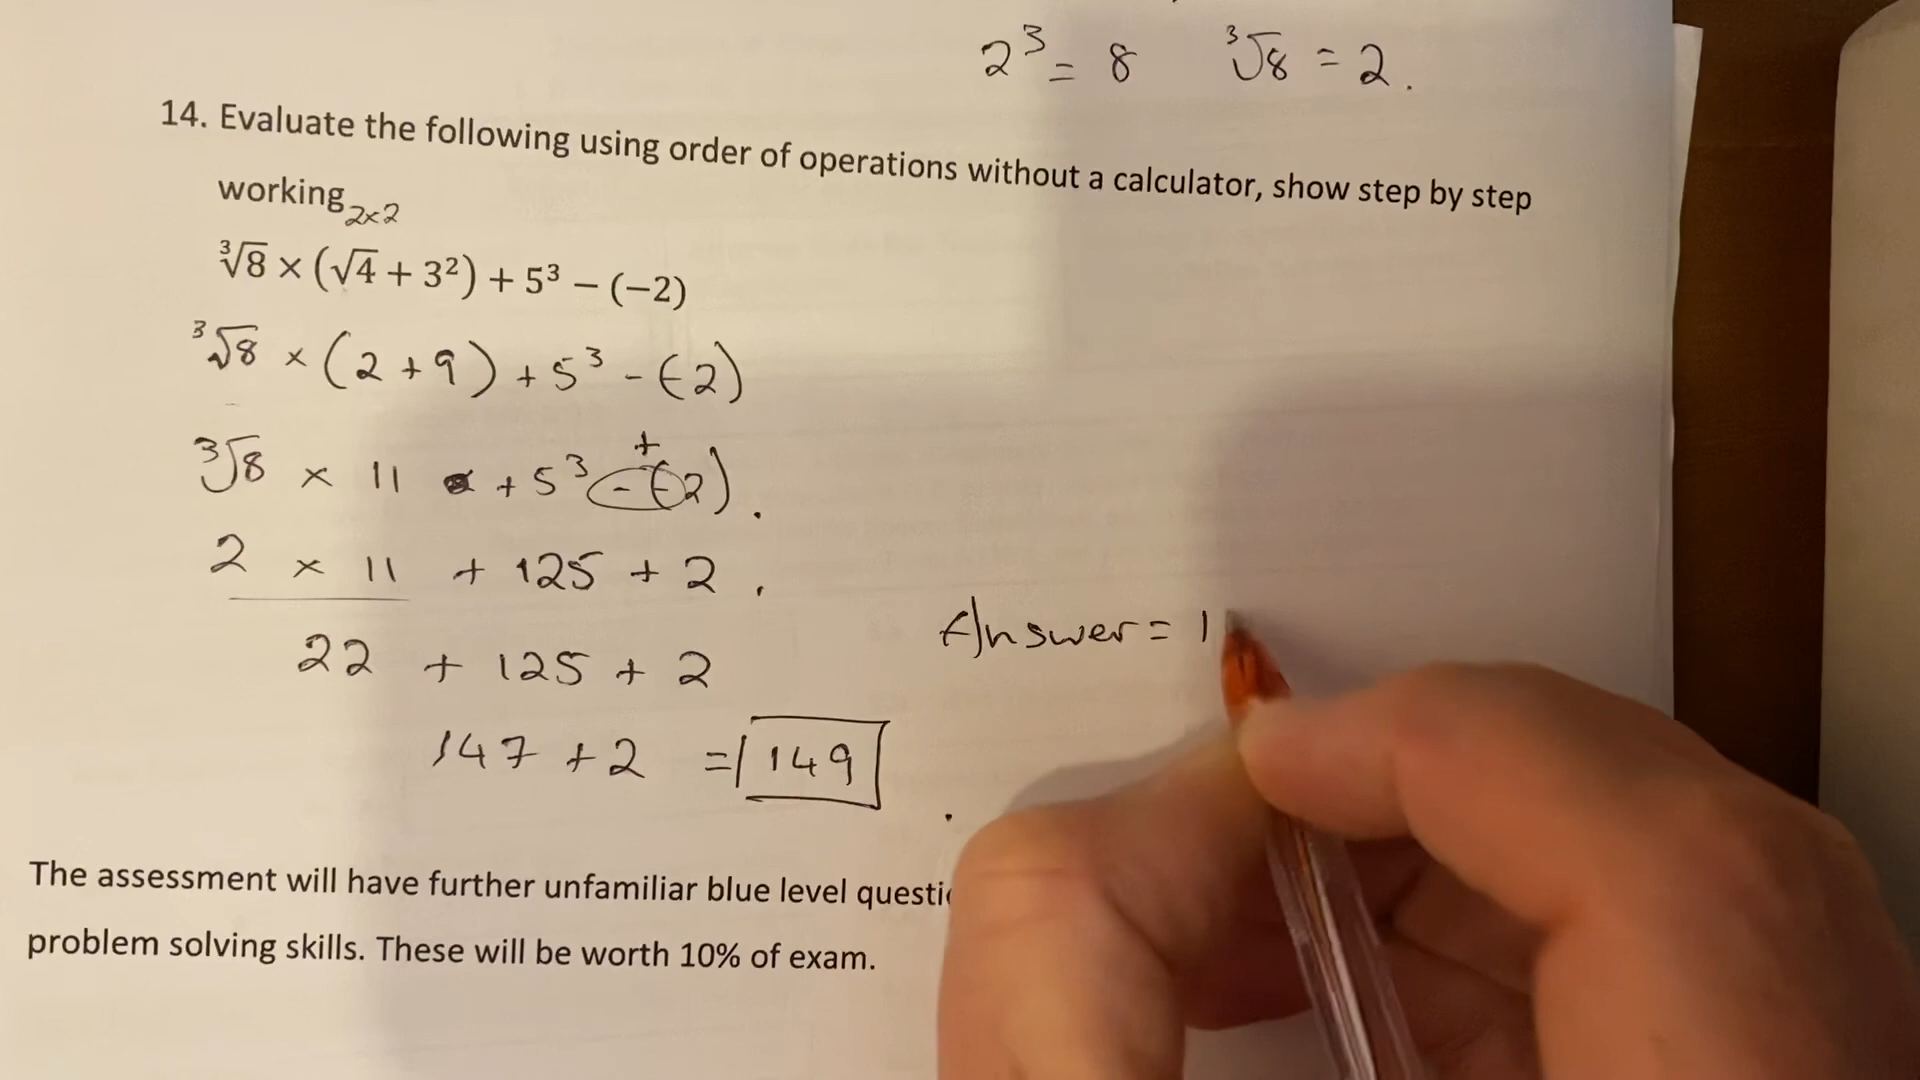 2³ = 8 ³√8 = 2.
14. Evaluate the following using order of operations without a calculator, show step by step
working
2×2
³√8 × (√4 + 3²) + 5³ − (−2)
³√8 × (2 + 9) + 5³ - (-2)
+
³√8 × 11 + 5³ - (-2).
2 × 11 + 125 + 2.
Answer = 1
22 + 125 + 2
147 + 2 = 149
The assessment will have further unfamiliar blue level questi
problem solving skills. These will be worth 10% of exam.